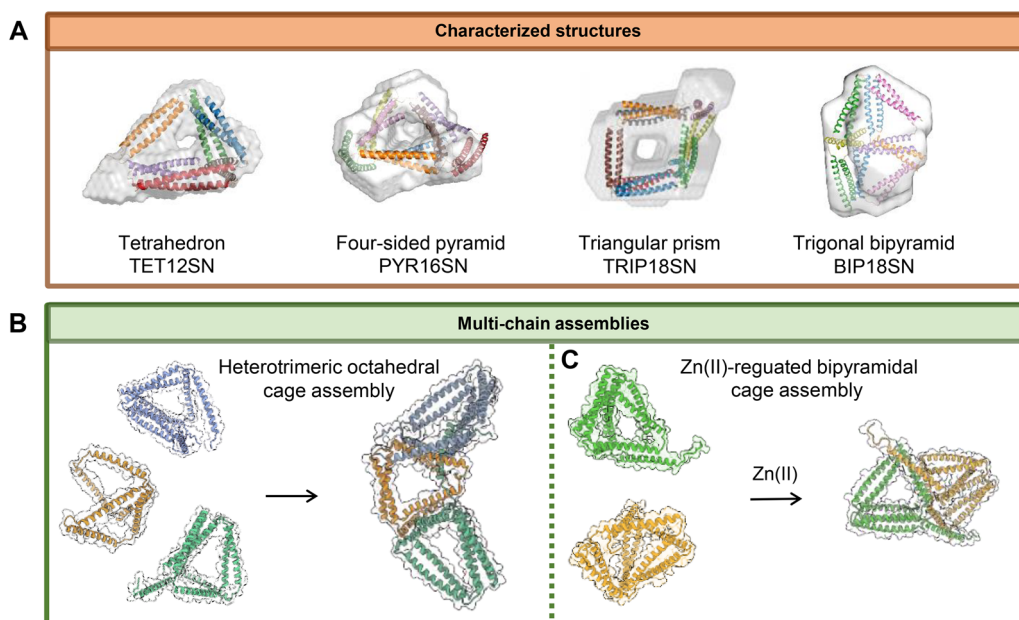 A
Characterized structures
Tetrahedron
TET12SN
Four-sided pyramid
PYR16SN
Triangular prism
TRIP18SN
Trigonal bipyramid
BIP18SN
B
Multi-chain assemblies
Heterotrimeric octahedral
cage assembly
C
Zn(II)-reguated bipyramidal
cage assembly
Zn(II)